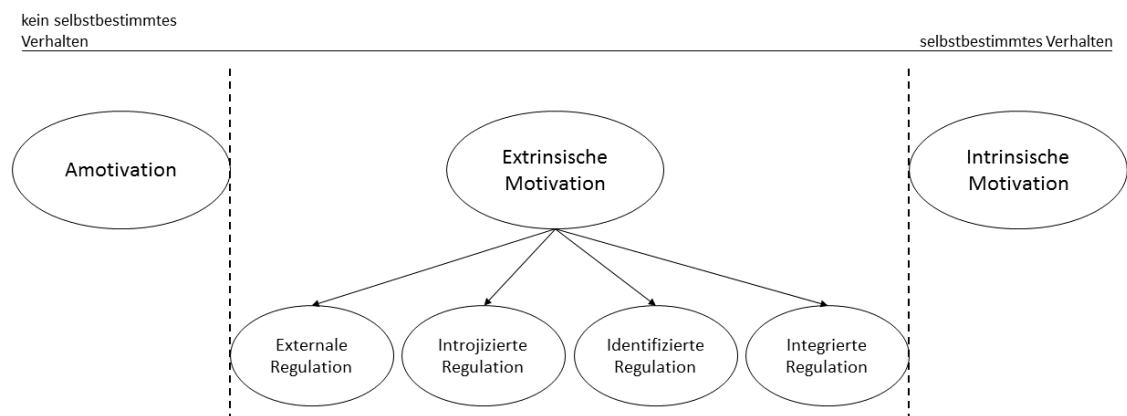 kein selbstbestimmtes
Verhalten
selbstbestimmtes Verhalten
Amotivation
Extrinsische
Motivation
Intrinsische
Motivation
Externale
Regulation
Introjizierte
Regulation
Identifizierte
Regulation
Integrierte
Regulation